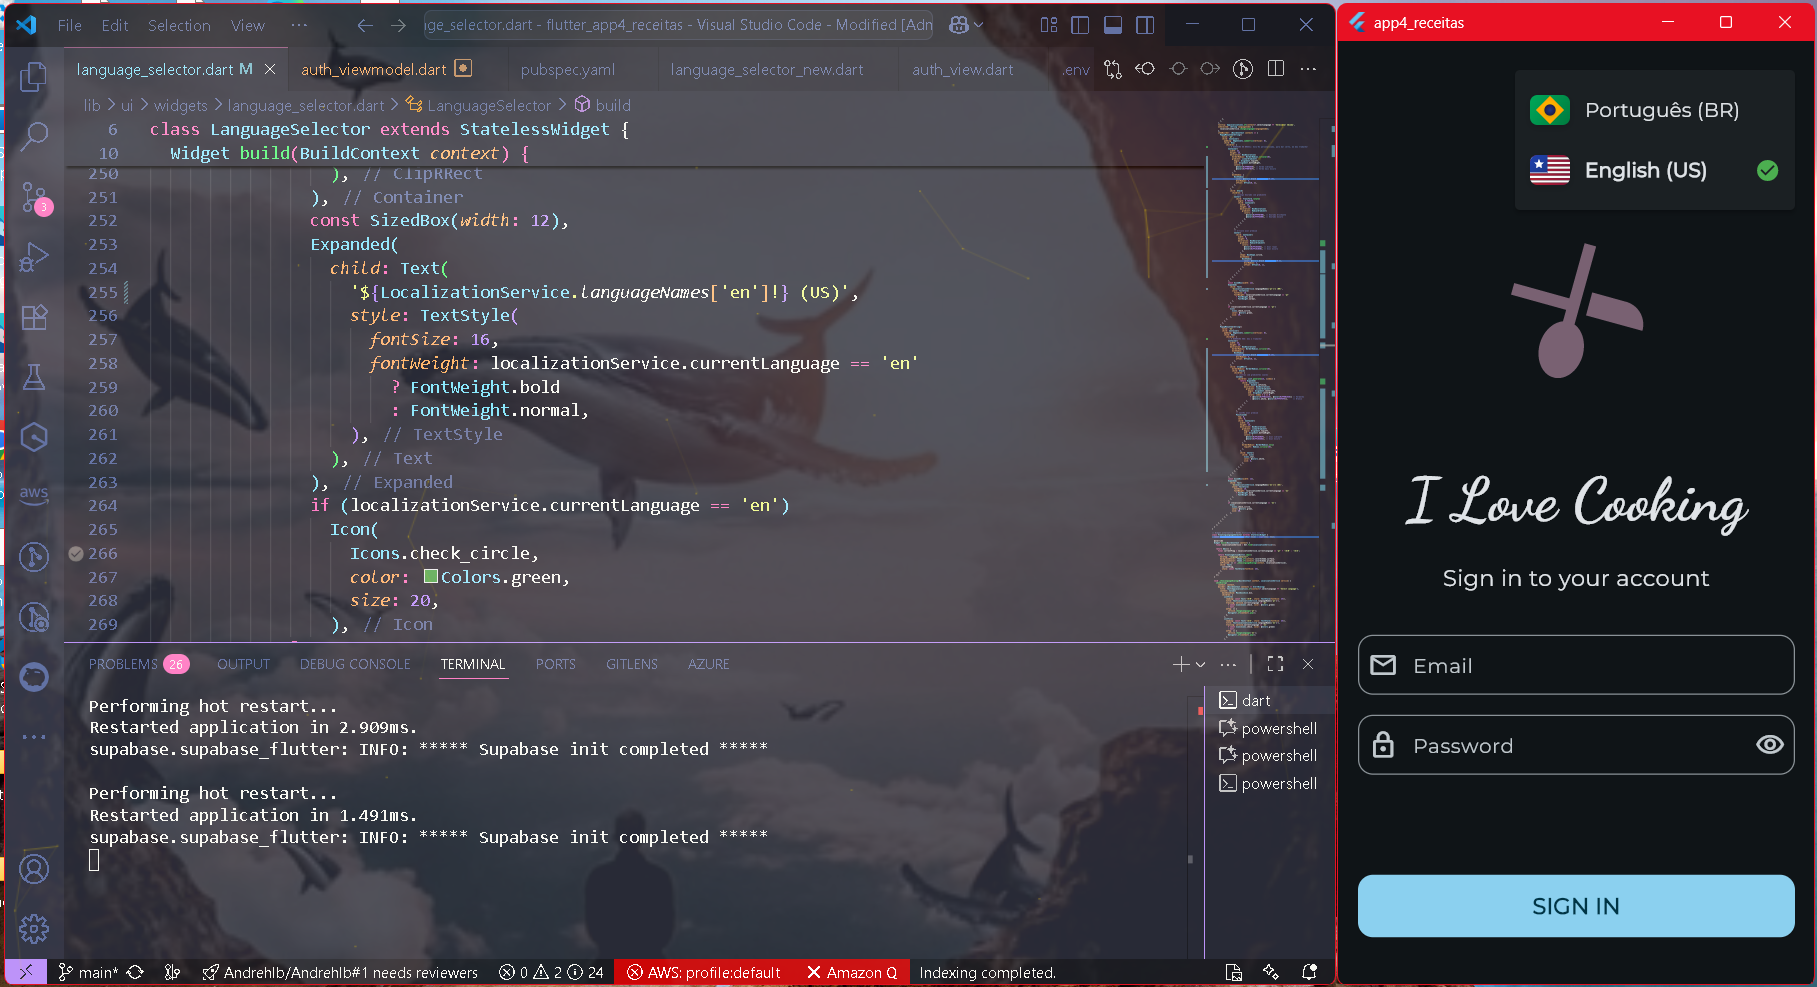 File Edit Selection View ···
age_selector.dart - flutter_app4_receitas - Visual Studio Code - Modified [Adn
language_selector.dart M
auth_viewmodel.dart
pubspec.yaml
language_selector_new.dart
auth_view.dart
.env
lib > ui > widgets > language_selector.dart > LanguageSelector > build
6 class LanguageSelector extends StatelessWidget {
10 Widget build(BuildContext context) {
250 ), // ClipRRect
251 ), // Container
252 const SizedBox(width: 12),
253 Expanded(
254 child: Text(
255 '${LocalizationService.languageNames['en']!} (US)',
256 style: TextStyle(
257 fontSize: 16,
258 fontWeight: localizationService.currentLanguage == 'en'
259 ? FontWeight.bold
260 : FontWeight.normal,
261 ), // TextStyle
262 ), // Text
263 ), // Expanded
264 if (localizationService.currentLanguage == 'en')
265 Icon(
266 Icons.check_circle,
267 color: Colors.green,
268 size: 20,
269 ), // Icon
3
aws
PROBLEMS 26 OUTPUT DEBUG CONSOLE TERMINAL PORTS GITLENS AZURE
Performing hot restart...
Restarted application in 2.909ms.
supabase.supabase_flutter: INFO: ***** Supabase init completed *****
Performing hot restart...
Restarted application in 1.491ms.
supabase.supabase_flutter: INFO: ***** Supabase init completed *****
dart
powershell
powershell
powershell
main* Andrehlb/Andrehlb#1 needs reviewers 0 2 24 AWS: profile:default Amazon Q Indexing completed.
app4_receitas
Português (BR)
English (US)
I Love Cooking
Sign in to your account
Email
Password
SIGN IN